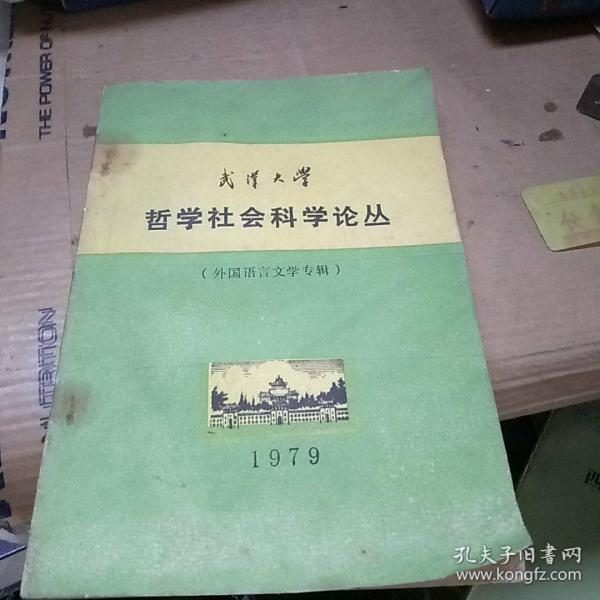 武汉大学
哲学社会科学论丛
(外国语言文学专辑)
1979
THE POWER OF
孔夫子旧书网
www.kongfz.com